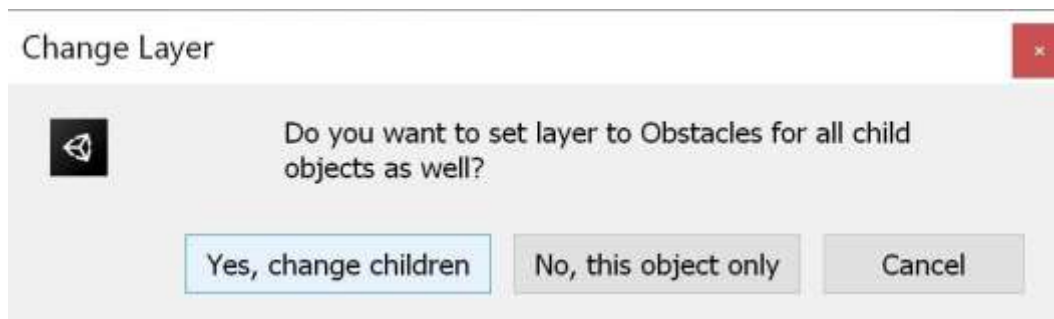 Change Layer
Do you want to set layer to Obstacles for all child
objects as well?
Yes, change children
No, this object only
Cancel